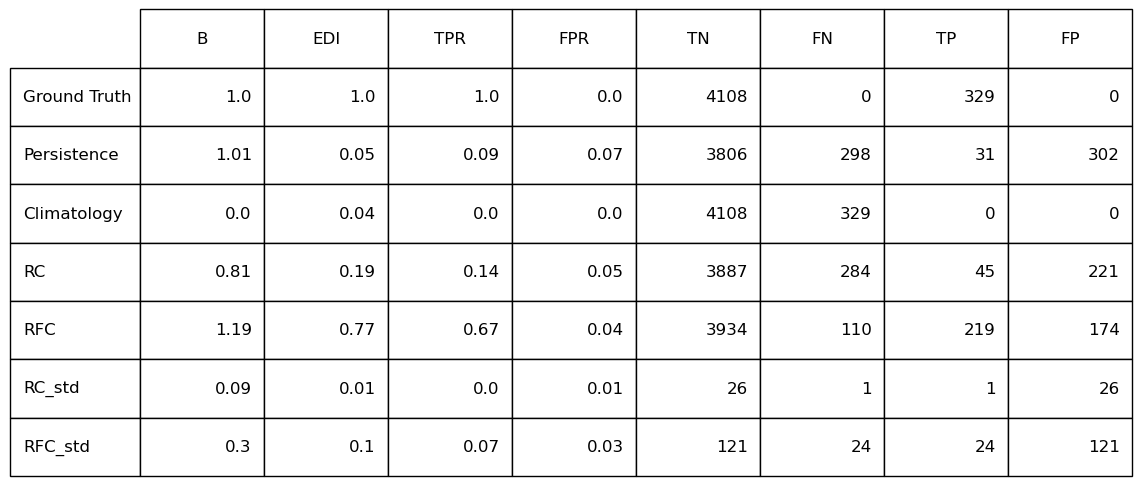 B EDI TPR FPR TN FN TP FP
Ground Truth 1.0 1.0 1.0 0.0 4108 0 329 0
Persistence 1.01 0.05 0.09 0.07 3806 298 31 302
Climatology 0.0 0.04 0.0 0.0 4108 329 0 0
RC 0.81 0.19 0.14 0.05 3887 284 45 221
RFC 1.19 0.77 0.67 0.04 3934 110 219 174
RC_std 0.09 0.01 0.0 0.01 26 1 1 26
RFC_std 0.3 0.1 0.07 0.03 121 24 24 121